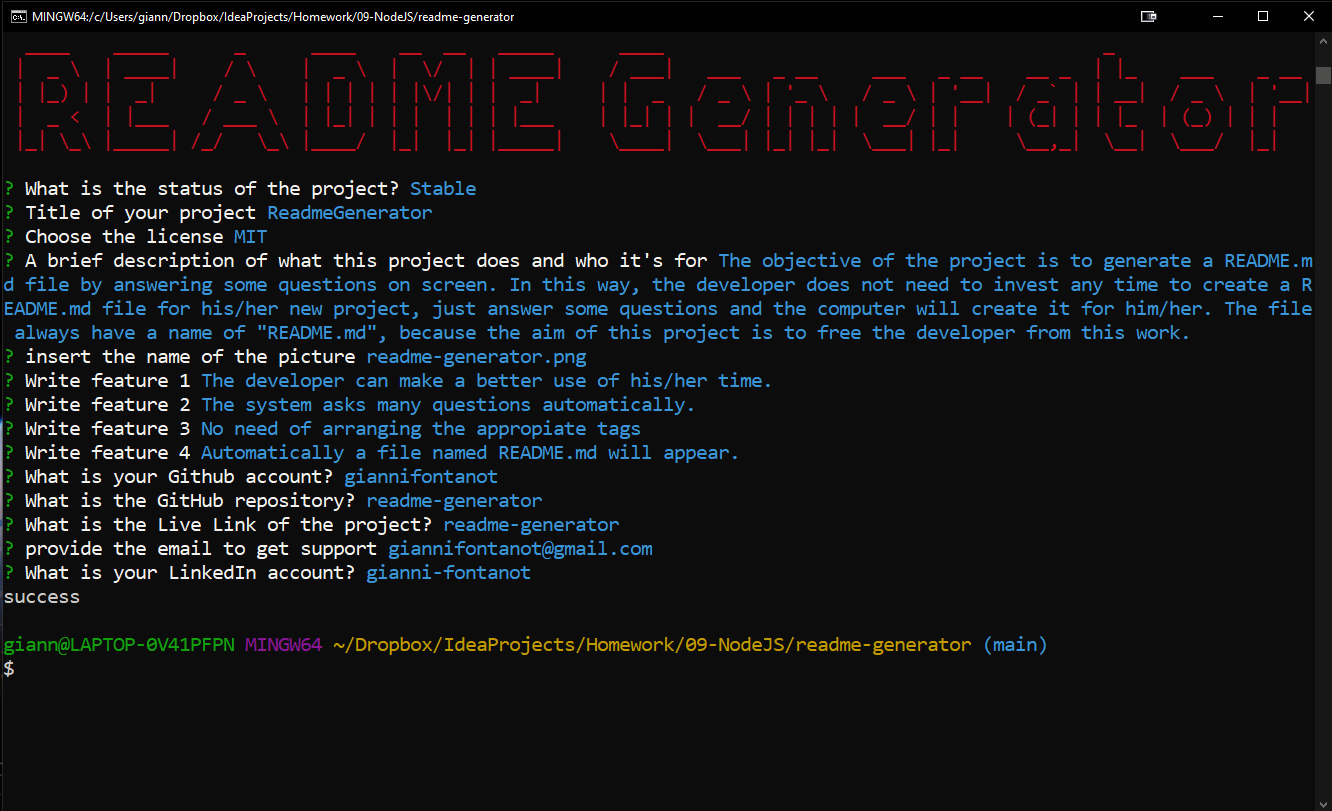 MINGW64:/c/Users/giann/Dropbox/IdeaProjects/Homework/09-NodeJS/readme-generator
README Generator
? What is the status of the project? Stable
? Title of your project ReadmeGenerator
? Choose the license MIT
? A brief description of what this project does and who it's for The objective of the project is to generate a README.m
d file by answering some questions on screen. In this way, the developer does not need to invest any time to create a R
EADME.md file for his/her new project, just answer some questions and the computer will create it for him/her. The file
 always have a name of "README.md", because the aim of this project is to free the developer from this work.
? insert the name of the picture readme-generator.png
? Write feature 1 The developer can make a better use of his/her time.
? Write feature 2 The system asks many questions automatically.
? Write feature 3 No need of arranging the appropiate tags
? Write feature 4 Automatically a file named README.md will appear.
? What is your Github account? giannifontanot
? What is the GitHub repository? readme-generator
? What is the Live Link of the project? readme-generator
? provide the email to get support giannifontanot@gmail.com
? What is your LinkedIn account? gianni-fontanot
success
giann@LAPTOP-0V41PFPN MINGW64 ~/Dropbox/IdeaProjects/Homework/09-NodeJS/readme-generator (main)
$